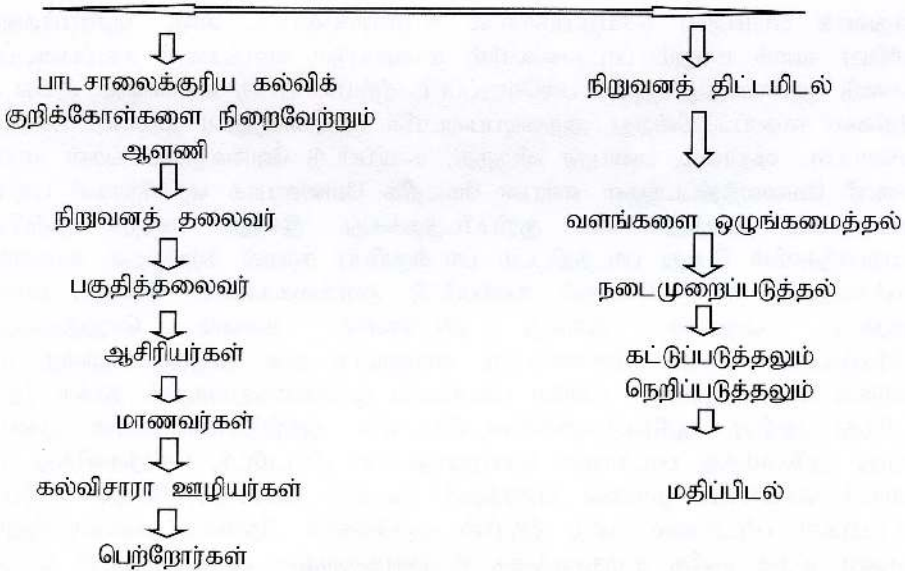 பாடசாலைக்குரிய கல்விக்
குறிக்கோள்களை நிறைவேற்றும்
ஆளணி
நிறுவனத் தலைவர்
பகுதித்தலைவர்
ஆசிரியர்கள்
மாணவர்கள்
கல்விசாரா ஊழியர்கள்
பெற்றோர்கள்
நிறுவனத் திட்டமிடல்
வளங்களை ஒழுங்கமைத்தல்
நடைமுறைப்படுத்தல்
கட்டுப்படுத்தலும்
நெறிப்படுத்தலும்
மதிப்பிடல்